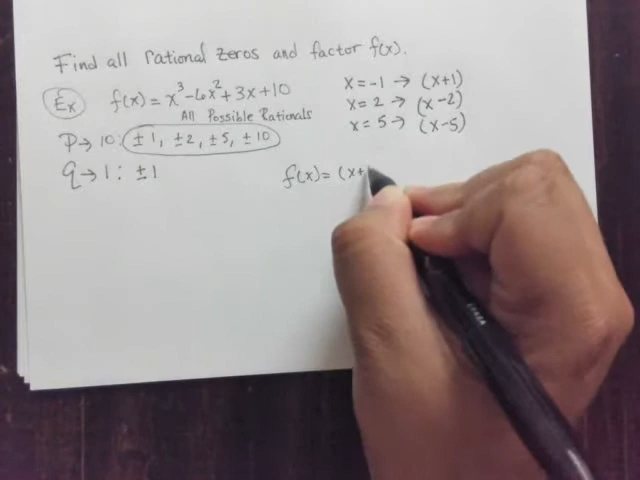 Find all rational zeros and factor f(x).
Ex f(x) = x³-6x²+3x+10
All Possible Rationals
P→ 10: ±1, ±2, ±5, ±10
q→ 1: ±1
x=-1 → (x+1)
x=2 → (x-2)
x=5→ (x-5)
f(x)= (x+